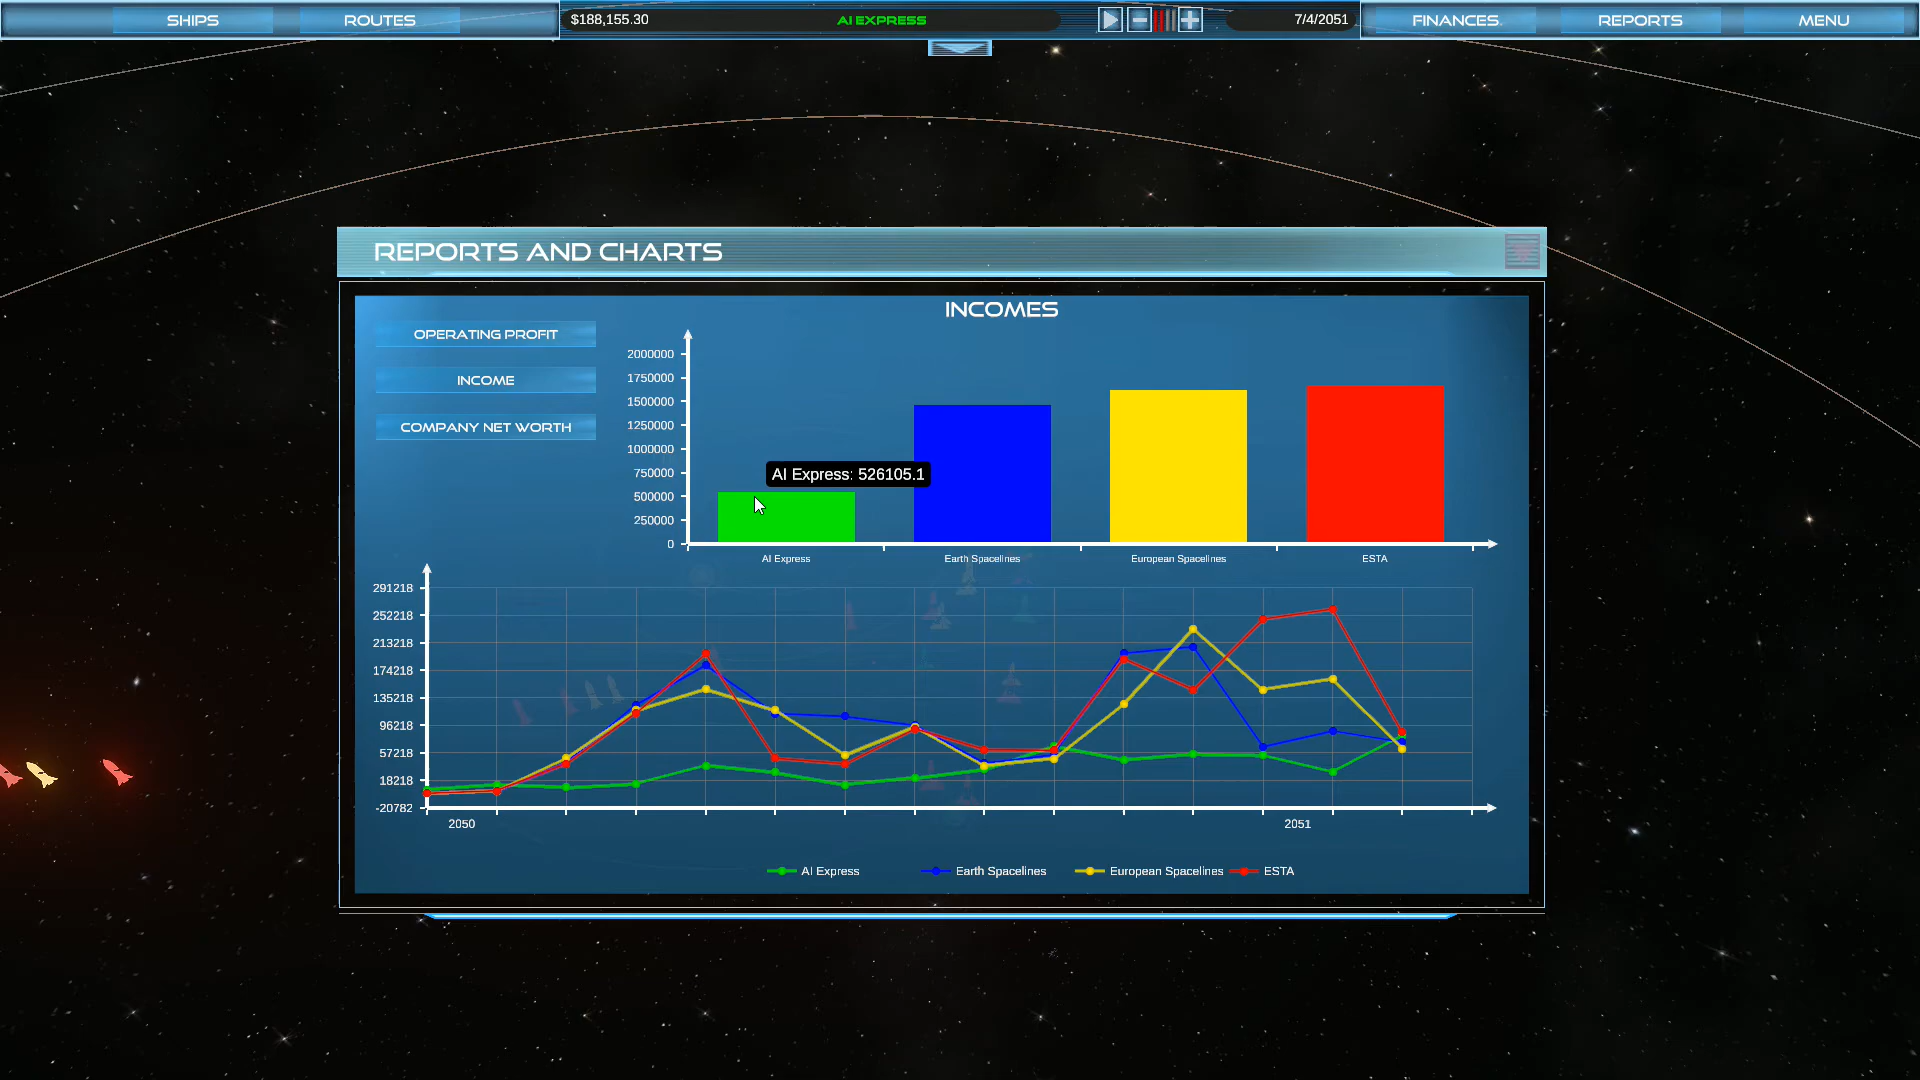 SHIPS
ROUTES
$188,155.30
AI EXPRESS
7/4/2051
FINANCES
REPORTS
MENU
REPORTS AND CHARTS
INCOMES
OPERATING PROFIT
INCOME
COMPANY NET WORTH
2000000
1750000
1500000
1250000
1000000
750000
500000
250000
0
AI Express: 526105.1
AI Express
Earth Spacelines
European Spacelines
ESTA
291218
252218
213218
174218
135218
96218
57218
18218
-20782
2050
2051
AI Express
Earth Spacelines
European Spacelines
ESTA